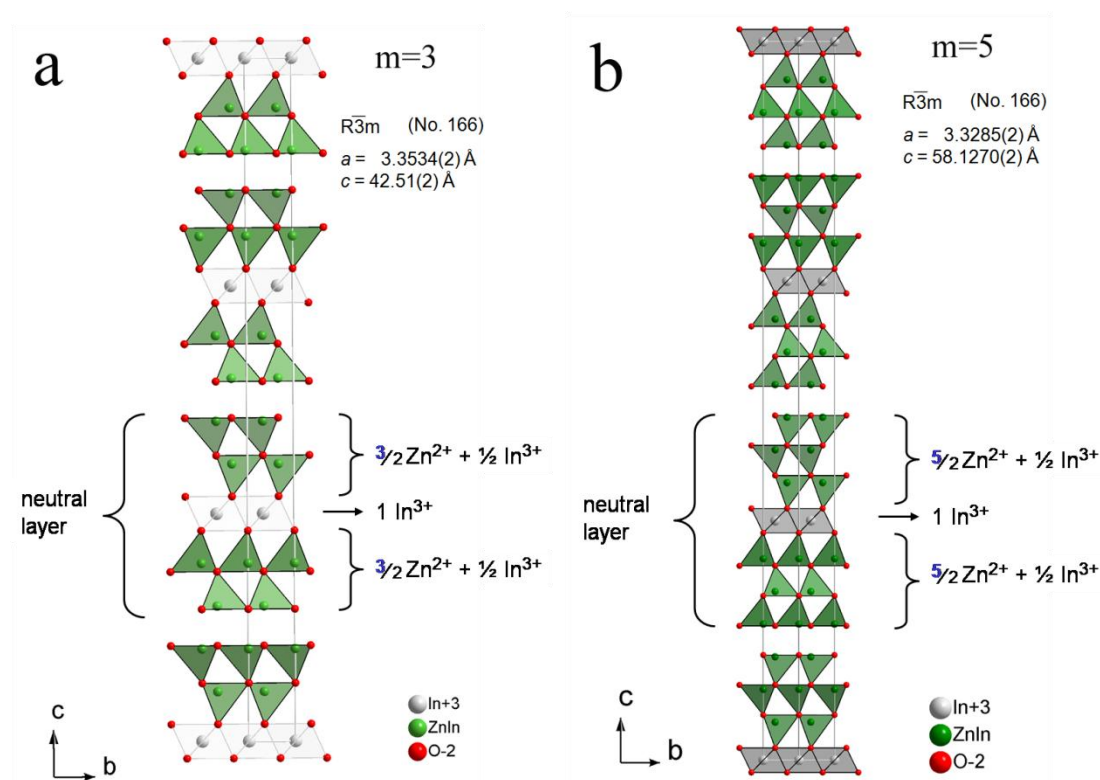 a
m=3
R3̅m (No. 166)
a = 3.3534(2) Å
c = 42.51(2) Å
neutral
layer
3/2 Zn²⁺ + ½ In³⁺
1 In³⁺
3/2 Zn²⁺ + ½ In³⁺
c
b
In+3
ZnIn
O-2
b
m=5
R3̅m (No. 166)
a = 3.3285(2) Å
c = 58.1270(2) Å
neutral
layer
5/2 Zn²⁺ + ½ In³⁺
1 In³⁺
5/2 Zn²⁺ + ½ In³⁺
c
b
In+3
ZnIn
O-2